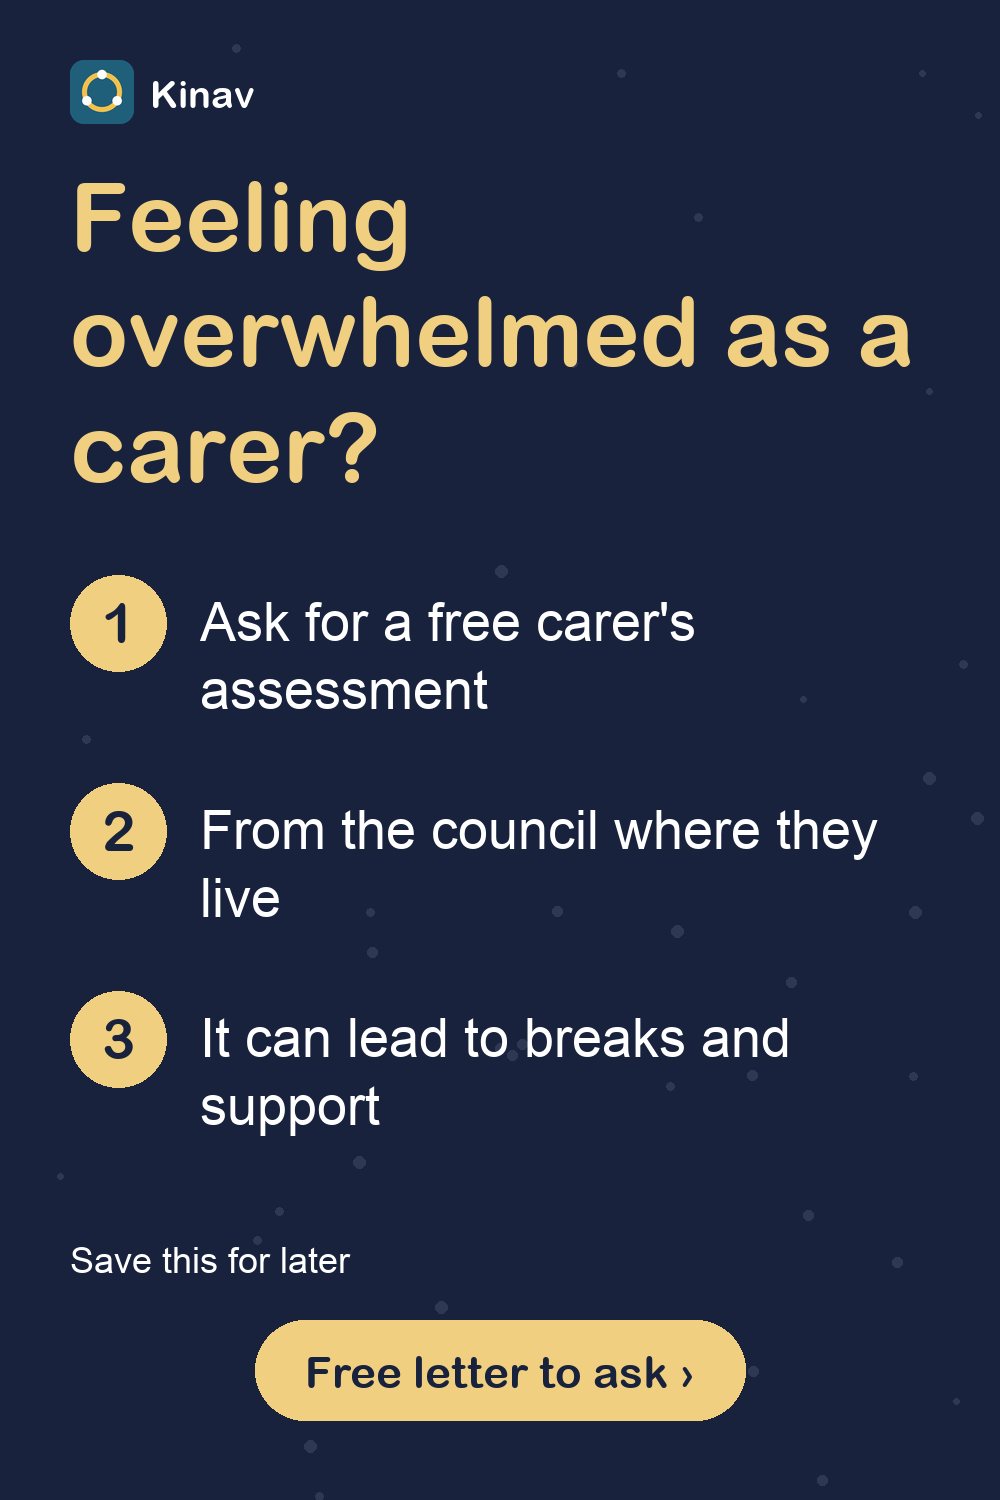 Kinav
Feeling
overwhelmed as a
carer?
1
Ask for a free carer's
assessment
2
From the council where they
live
3
It can lead to breaks and
support
Save this for later
Free letter to ask ›